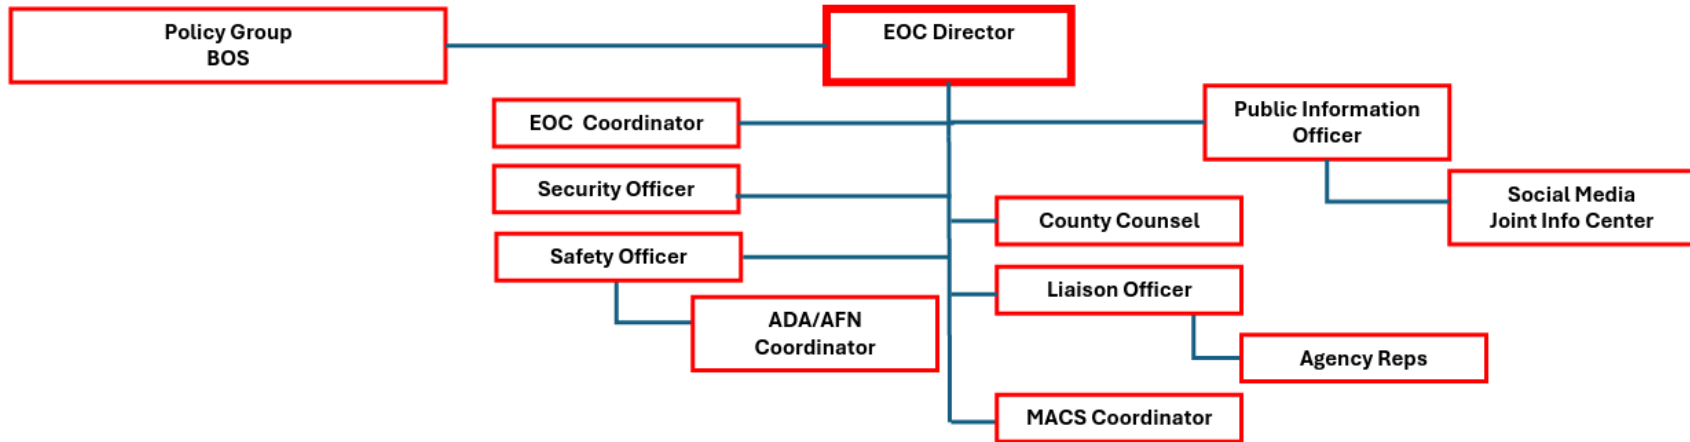 Policy Group
BOS
EOC Director
EOC  Coordinator
Public Information
Officer
Security Officer
Social Media
Joint Info Center
County Counsel
Safety Officer
Liaison Officer
ADA/AFN
Coordinator
Agency Reps
MACS Coordinator